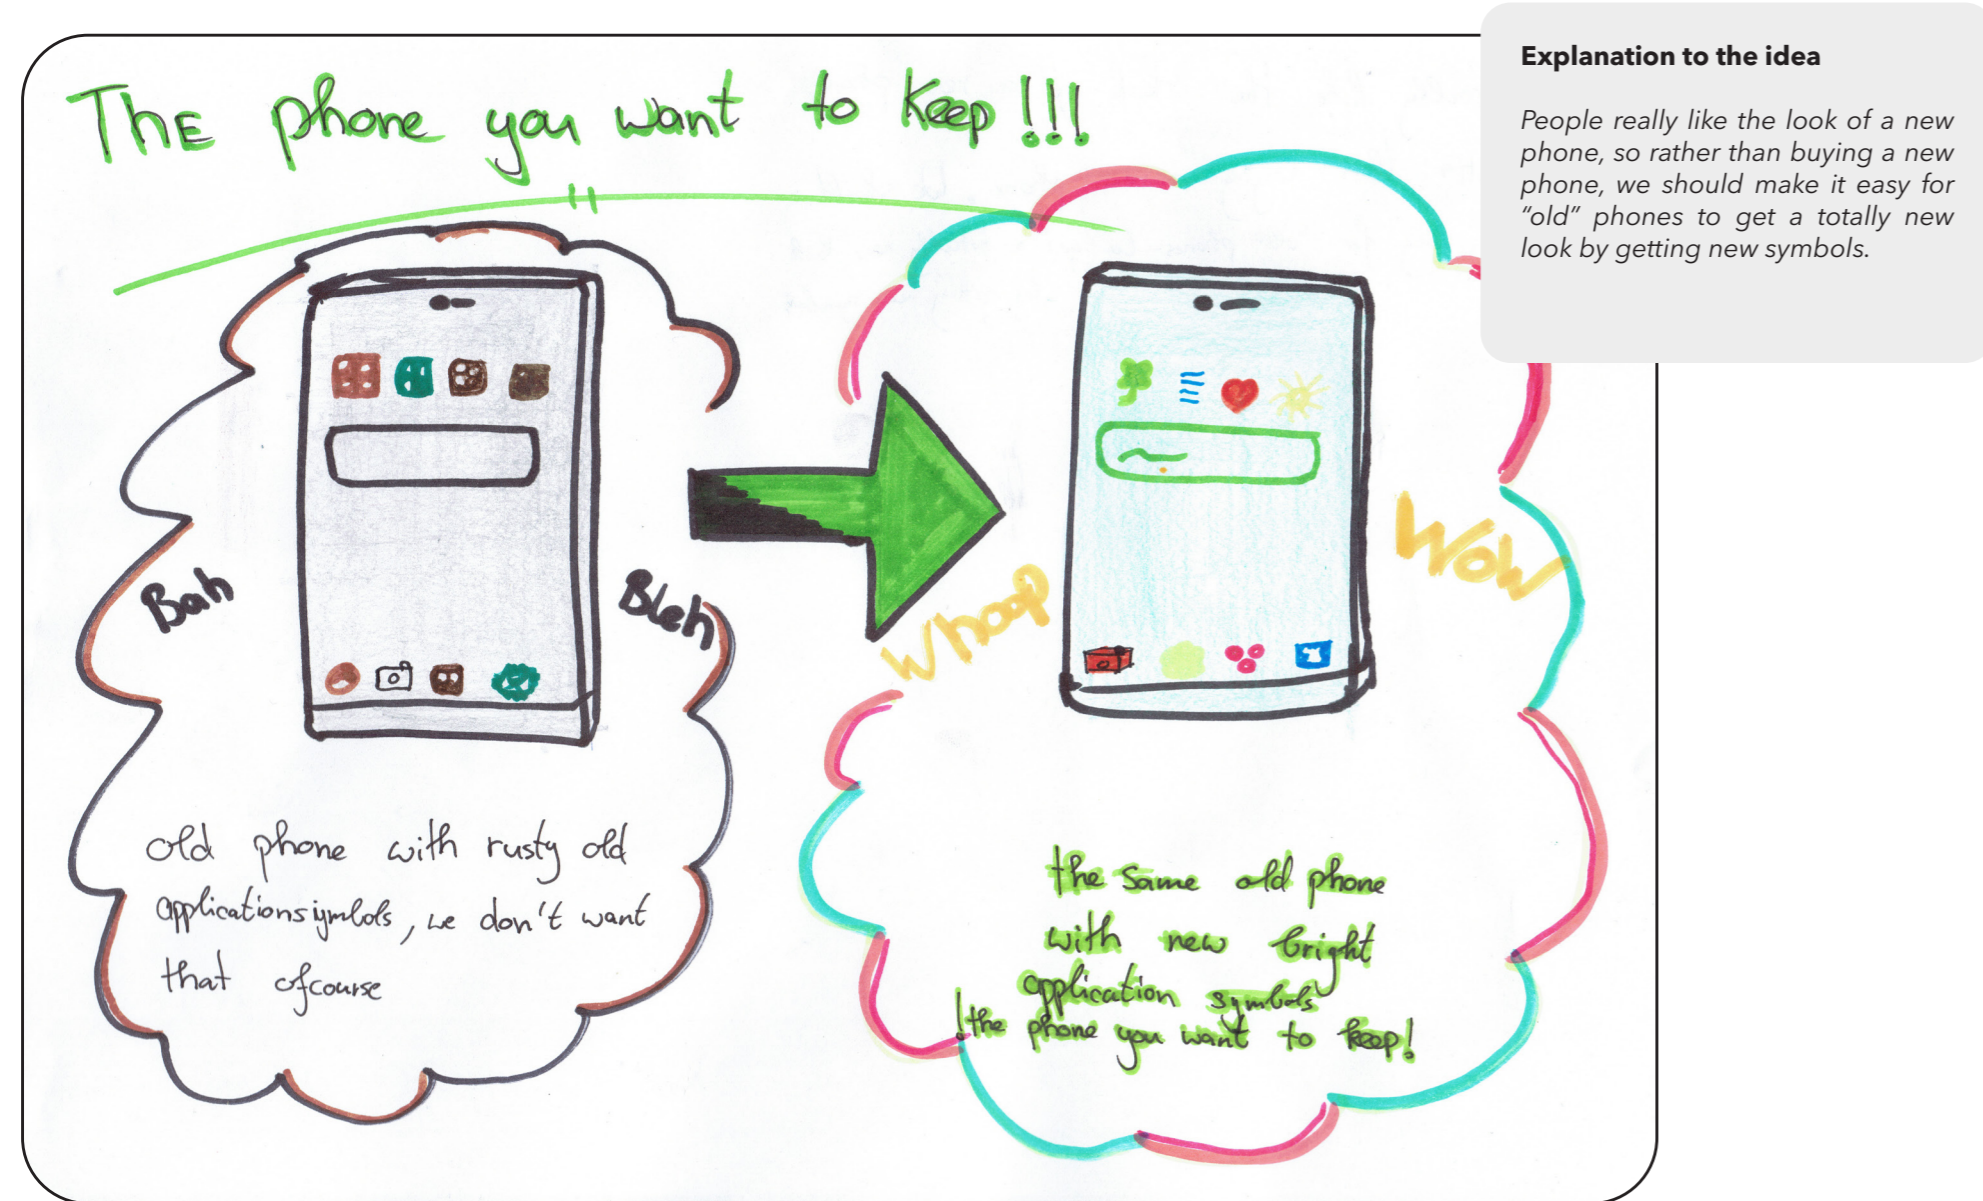 ThE phone you want to Keep !!!
Explanation to the idea
People really like the look of a new
phone, so rather than buying a new
phone, we should make it easy for
“old” phones to get a totally new
look by getting new symbols.
Bah
Bleh
Whoop
Wow
old phone with rusty old
applicationsymbols, we don't want
that ofcourse
the same old phone
with new bright
application symbols
the phone you want to keep!